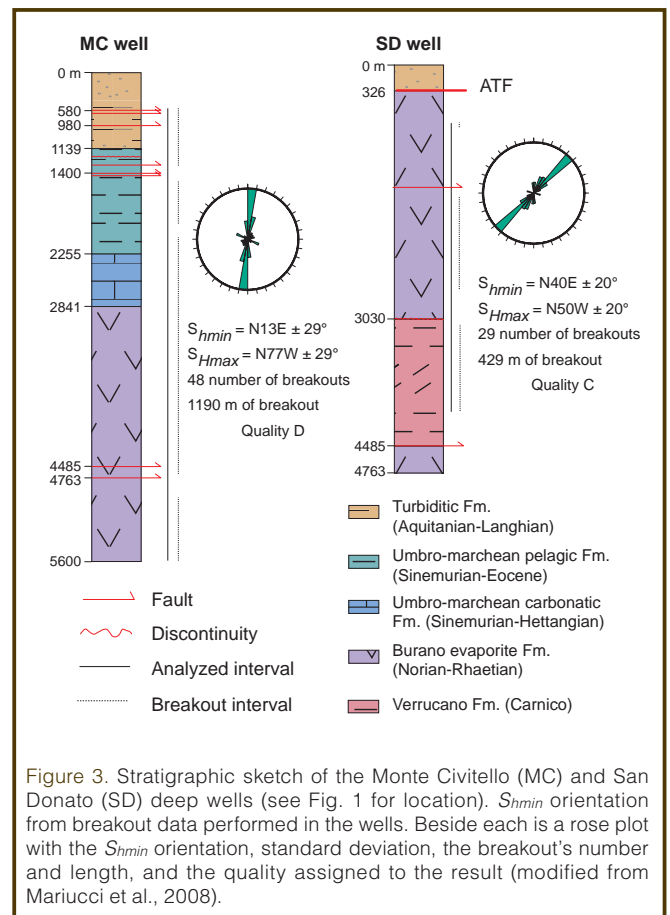 MC well
0 m
580
980
1139
1400
2255
2841
4485
4763
5600
Shmin = N13E ± 29°
SHmax = N77W ± 29°
48 number of breakouts
1190 m of breakout
Quality D
Fault
Discontinuity
Analyzed interval
Breakout interval
SD well
0 m
326
ATF
3030
4485
4763
Shmin = N40E ± 20°
SHmax = N50W ± 20°
29 number of breakouts
429 m of breakout
Quality C
Turbiditic Fm.
(Aquitanian-Langhian)
Umbro-marchean pelagic Fm.
(Sinemurian-Eocene)
Umbro-marchean carbonatic
Fm. (Sinemurian-Hettangian)
Burano evaporite Fm.
(Norian-Rhaetian)
Verrucano Fm. (Carnico)
Figure 3. Stratigraphic sketch of the Monte Civitello (MC) and San
Donato (SD) deep wells (see Fig. 1 for location). Shmin orientation
from breakout data performed in the wells. Beside each is a rose plot
with the Shmin orientation, standard deviation, the breakout's number
and length, and the quality assigned to the result (modified from
Mariucci et al., 2008).